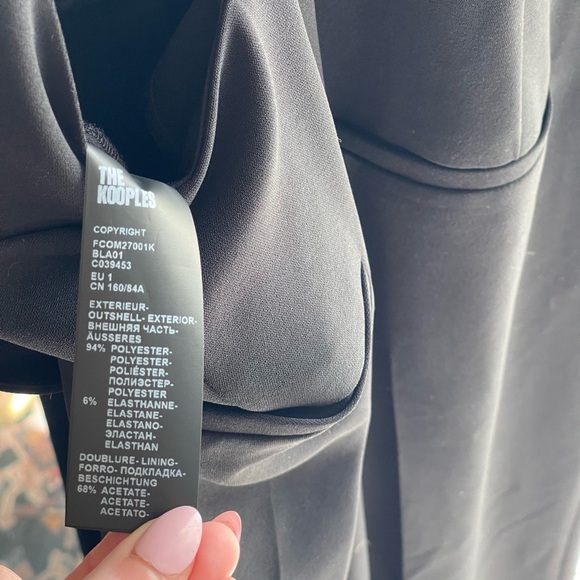 THE
KOOPLES
COPYRIGHT
FCOM27001K
BLA01
C039453
EU 1
CN 160/84A
EXTERIEUR-
OUTSHELL- EXTERIOR-
ВНЕШНЯЯ ЧАСТЬ-
ÄUSSERES
94% POLYESTER-
POLYESTER-
POLIÉSTER-
ПОЛИЭСТЕР-
POLYESTER
6% ELASTHANNE-
ELASTANE-
ELASTANO-
ЭЛАСТАН-
ELASTHAN
DOUBLURE- LINING-
FORRO- ПОДКЛАДКА-
BESCHICHTUNG
68% ACETATE-
ACETATE-
ACETATO-